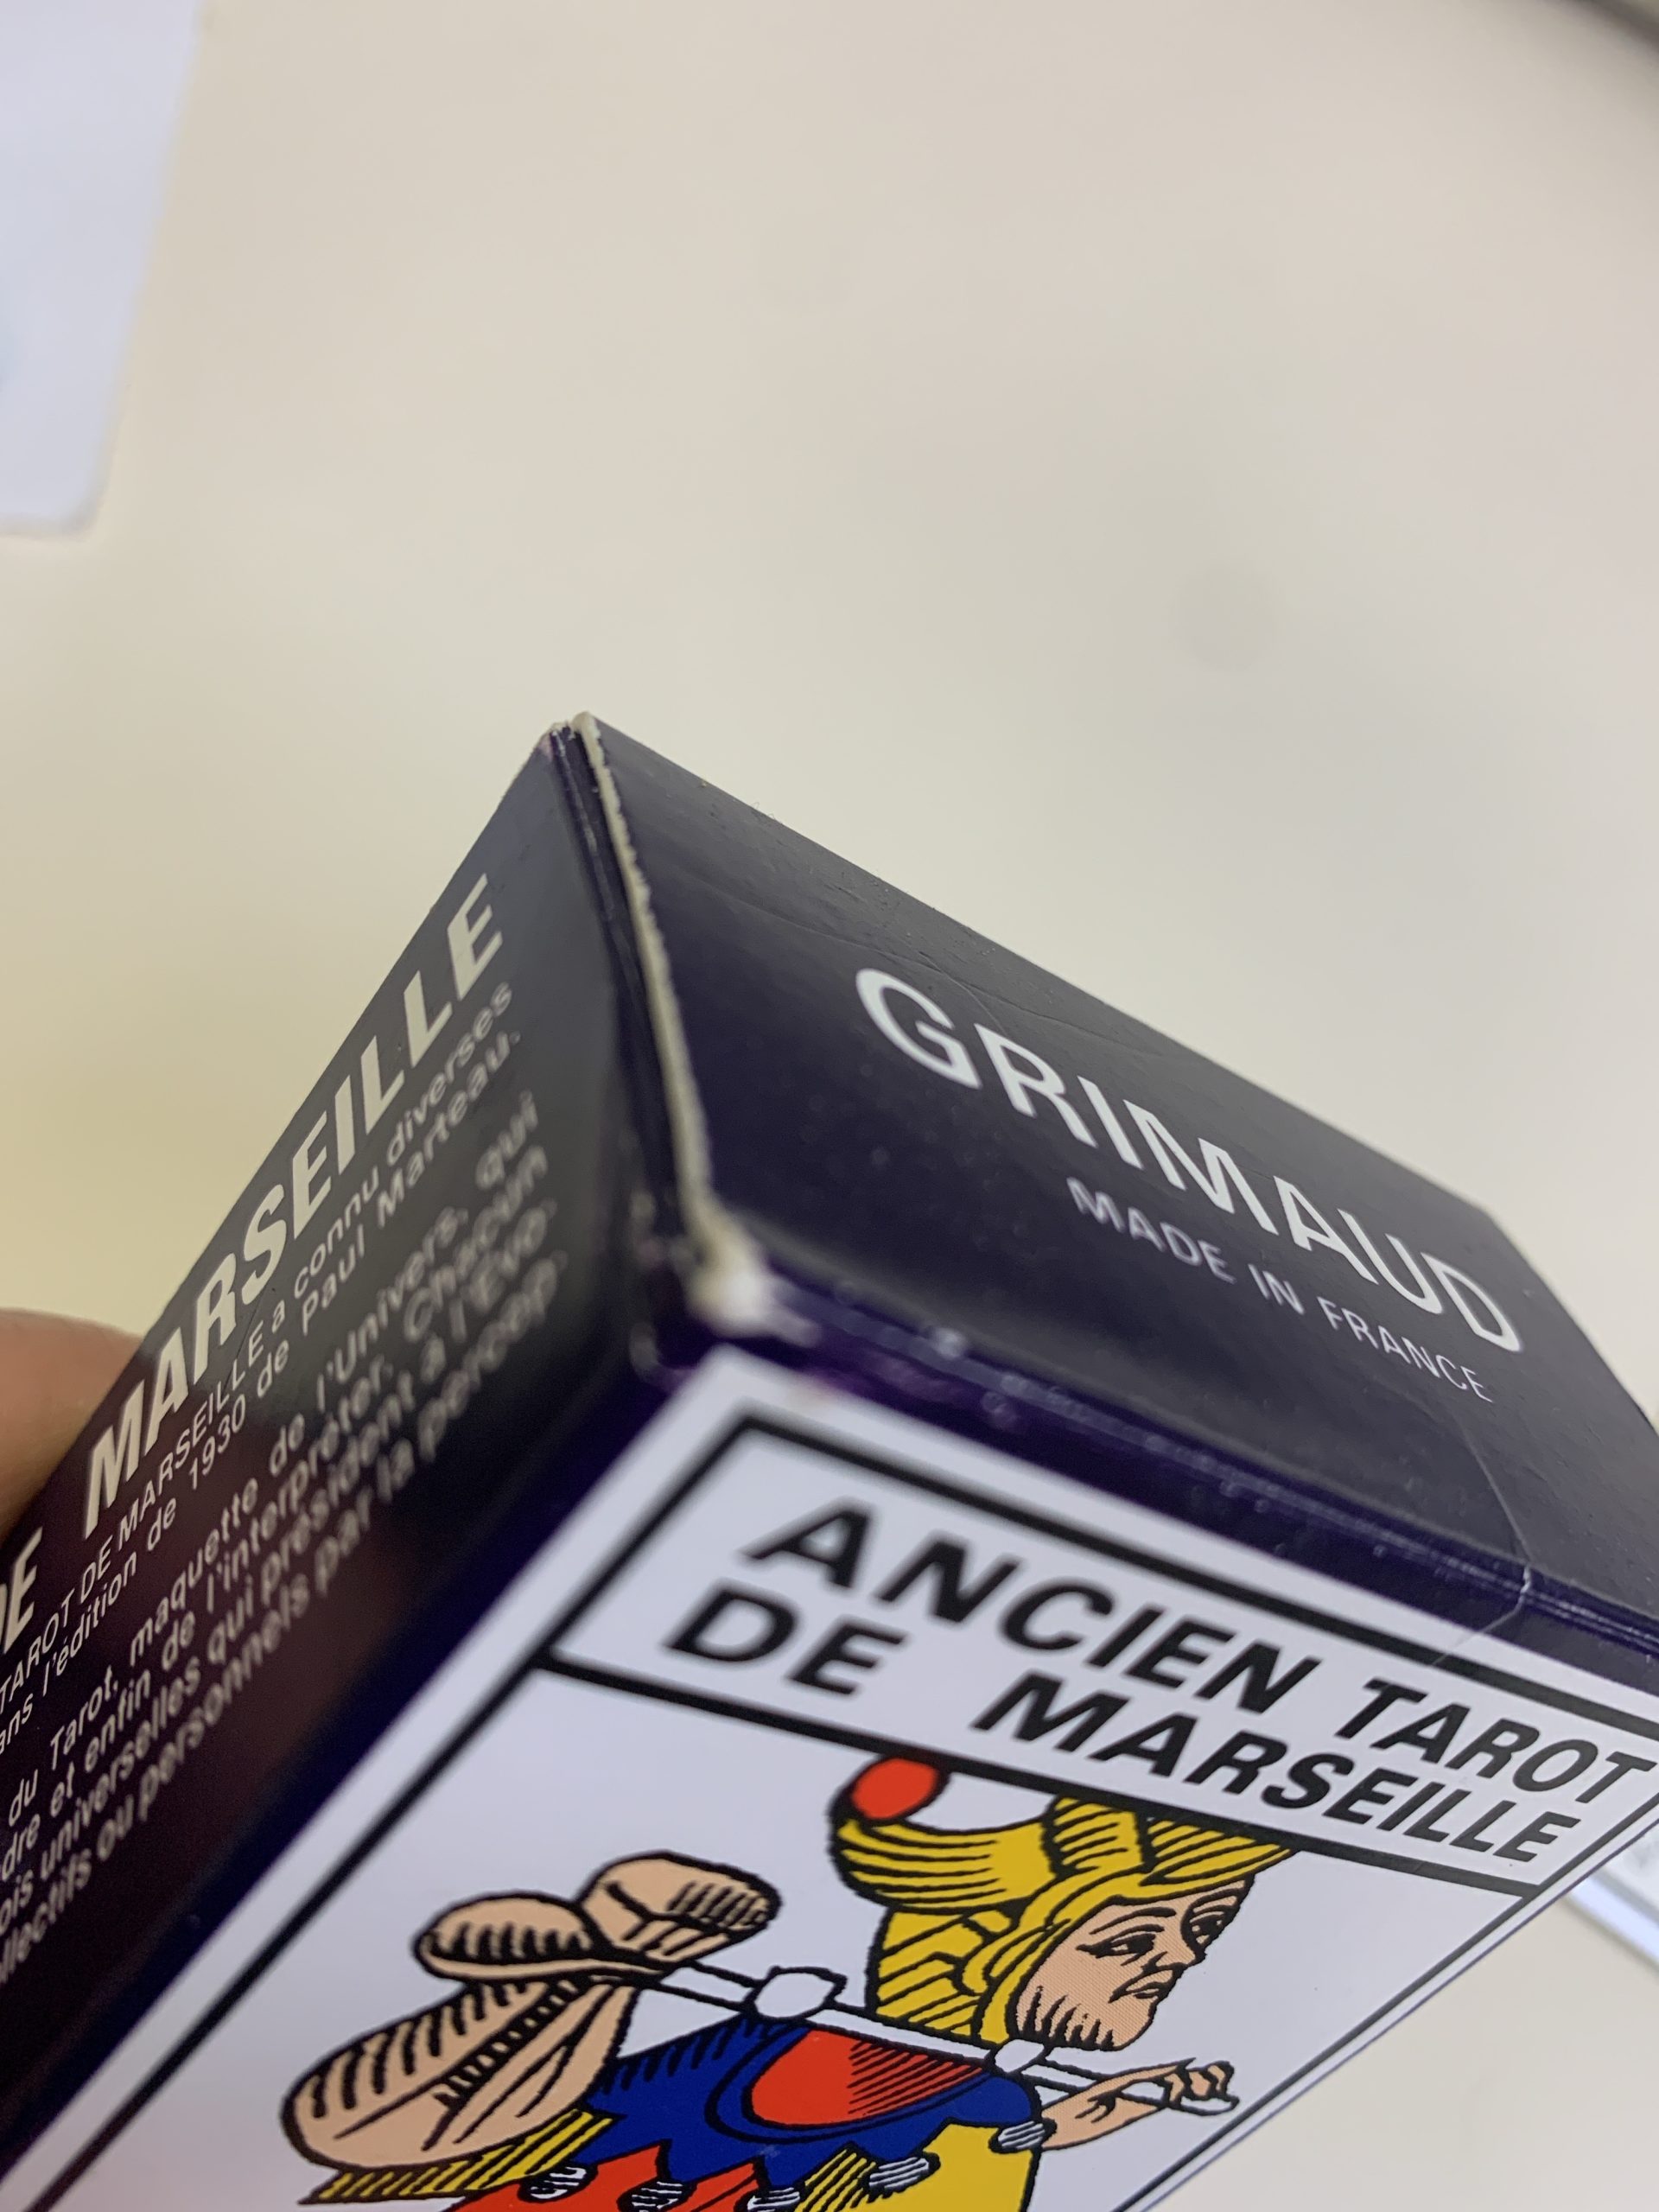 GRIMAUD
MADE IN FRANCE
ANCIEN TAROT
DE MARSEILLE
DE MARSEILLE
TAROT DE MARSEILLE a connu diverses
l'édition de 1930 de Paul Marteau.
du Tarot, maquette de l'Univers, qui
et enfin de l'interpréter. Chacun
universelles qui président à l'Evo-
ou personnels par la percep-